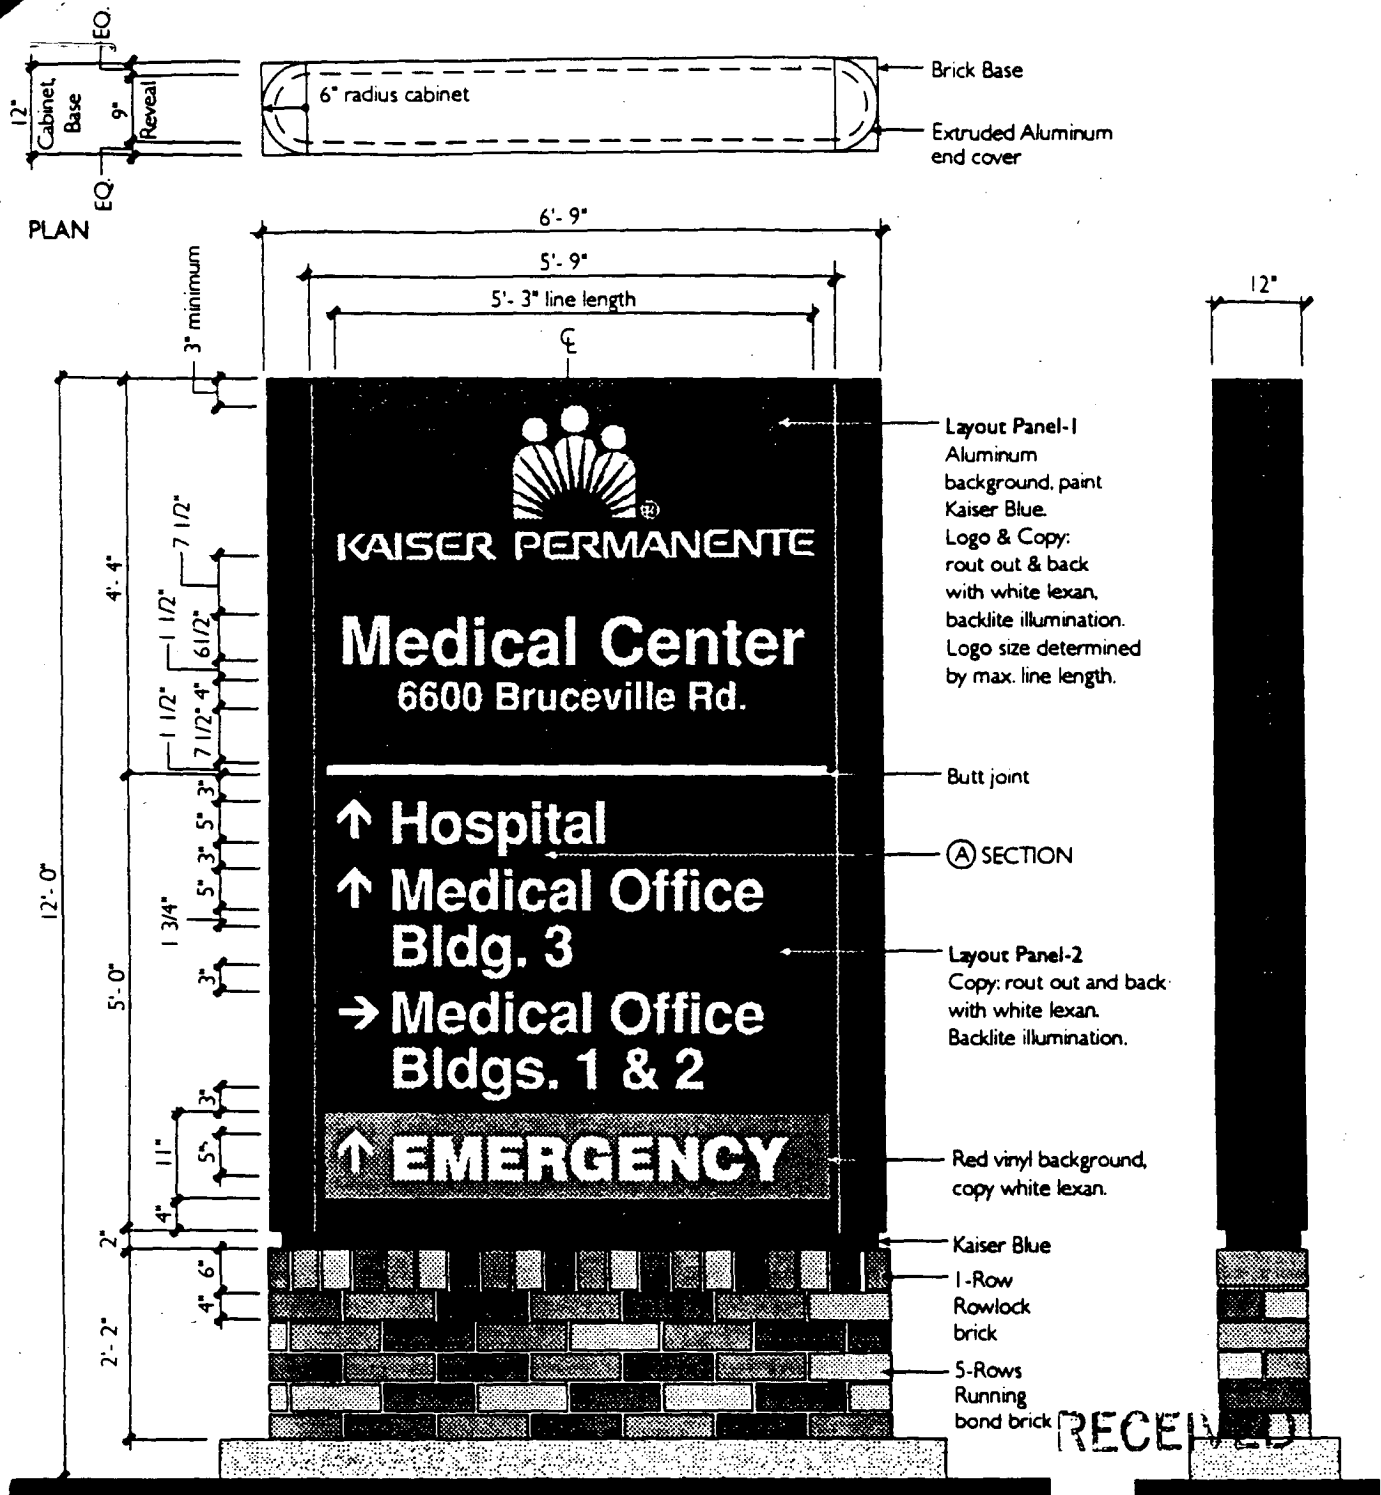 EQ.
12"
Cabinet,
Base
9"
Reveal
EQ.
6" radius cabinet
Brick Base
Extruded Aluminum
end cover
PLAN
6'- 9"
5'- 9"
5'- 3" line length
℄
3" minimum
12"
12'- 0"
4'- 4"
7 1/2"
1 1/2"
6 1/2"
4"
1 1/2"
7 1/2"
KAISER PERMANENTE®
Medical Center
6600 Bruceville Rd.
Layout Panel-1
Aluminum
background, paint
Kaiser Blue.
Logo & Copy:
rout out & back
with white lexan,
backlite illumination.
Logo size determined
by max. line length.
Butt joint
5'- 0"
3"
5"
3"
5"
1 3/4"
3"
3"
11"
5"
4"
↑ Hospital
↑ Medical Office
Bldg. 3
→ Medical Office
Bldgs. 1 & 2
↑ EMERGENCY
A SECTION
Layout Panel-2
Copy: rout out and back
with white lexan.
Backlite illumination.
Red vinyl background,
copy white lexan.
2"
6"
4"
2'- 2"
Kaiser Blue
1-Row
Rowlock
brick
5-Rows
Running
bond brick
RECEIVED